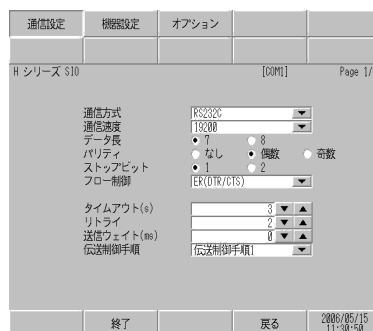 通信設定 機器設定 オプション
H シリーズ SIO [COM1] Page 1/
通信方式 RS232C
通信速度 19200
データ長 7 8
パリティ なし 偶数 奇数
ストップビット 1 2
フロー制御 ER(DTR/CTS)
タイムアウト(s) 3
リトライ 2
送信ウェイト(ms) 0
伝送制御手順 伝送制御手順1
終了 戻る 2006/05/15
11:30:50